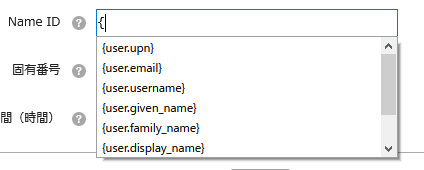 Name ID ? {
{user.upn}
{user.email}
固有番号 ? {user.username}
{user.given_name}
間（時間） ? {user.family_name}
{user.display_name}